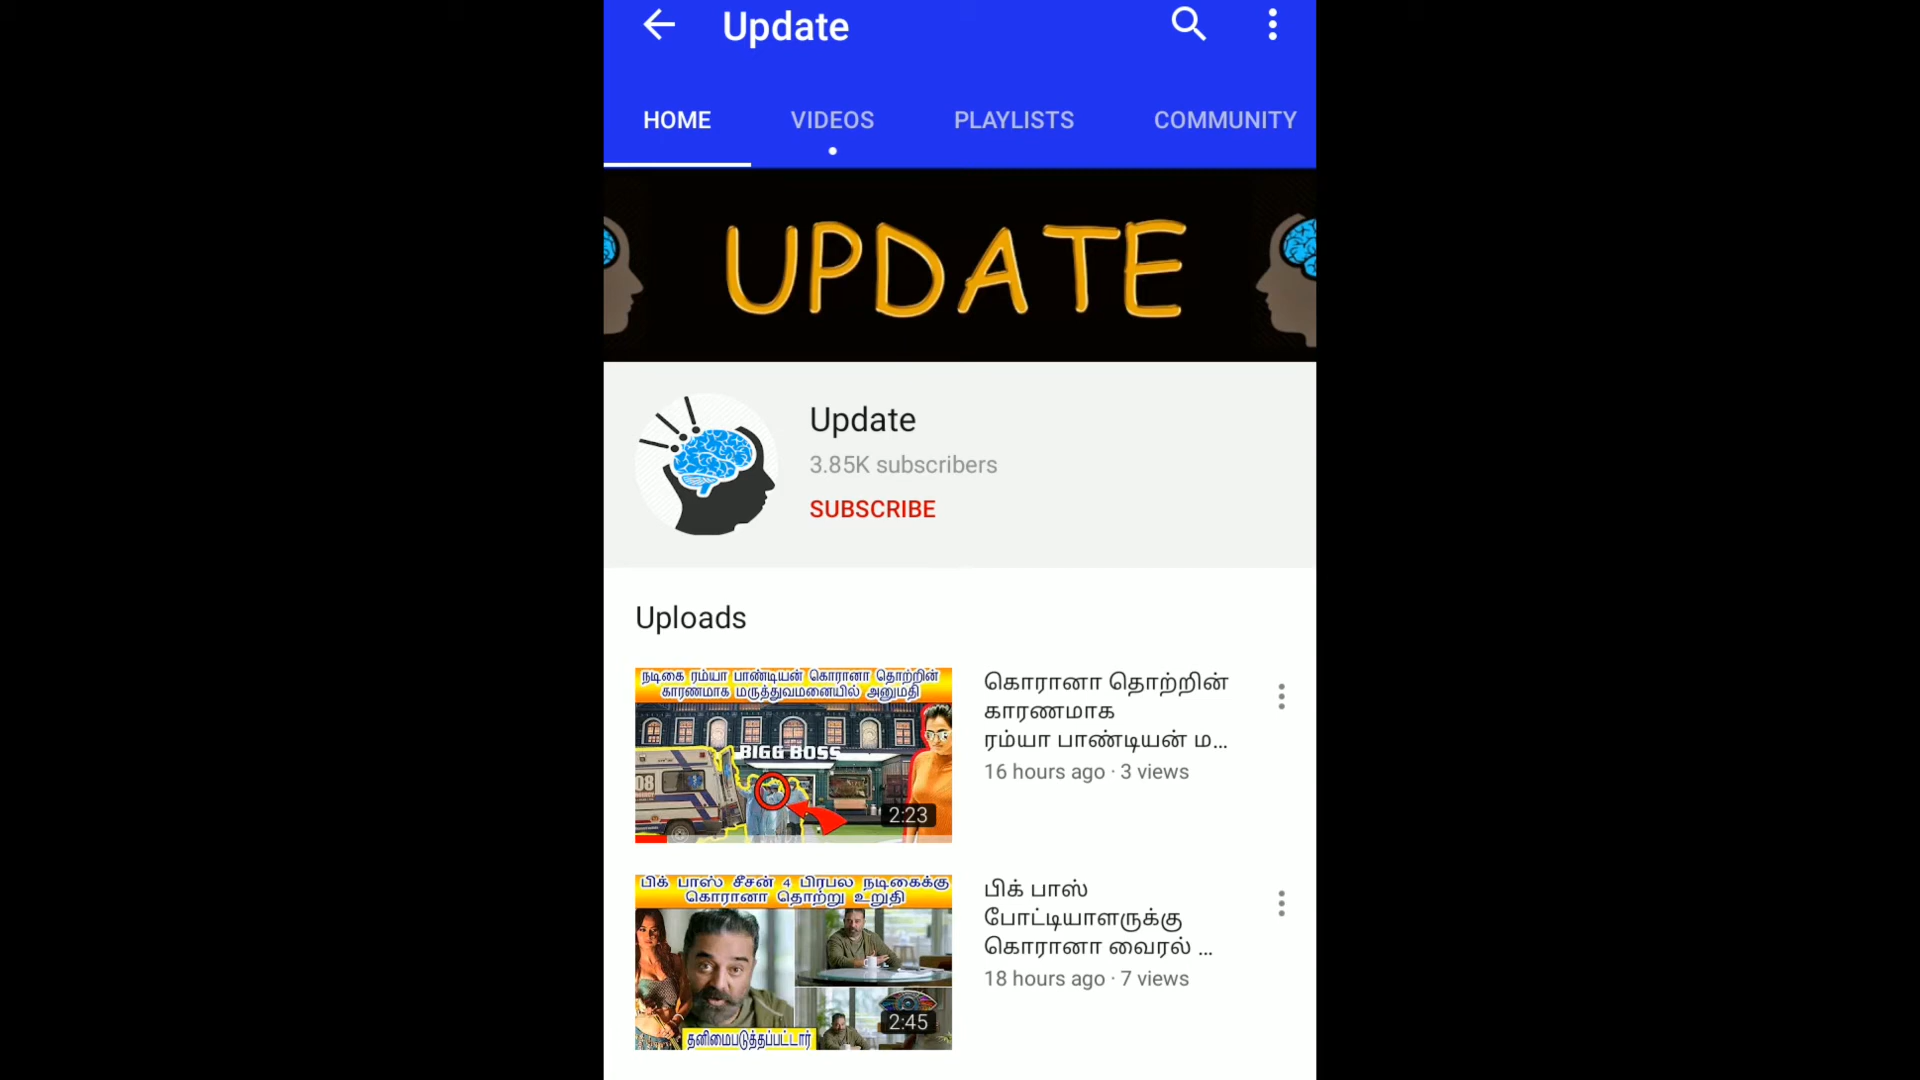 Update
HOME VIDEOS PLAYLISTS COMMUNITY
UPDATE
Update
3.85K subscribers
SUBSCRIBE
Uploads
நடிகை ரம்யா பாண்டியன் கொரானா தொற்றின்
காரணமாக மருத்துவமனையில் அனுமதி
BIGG BOSS
08
2:23
கொரானா தொற்றின்
காரணமாக
ரம்யா பாண்டியன் ம...
16 hours ago · 3 views
பிக் பாஸ் சீசன் 4 பிரபல நடிகைக்கு
கொரானா தொற்று உறுதி
தனிமைபடுத்தப்பட்டார்
2:45
பிக் பாஸ்
போட்டியாளருக்கு
கொரானா வைரல் ...
18 hours ago · 7 views